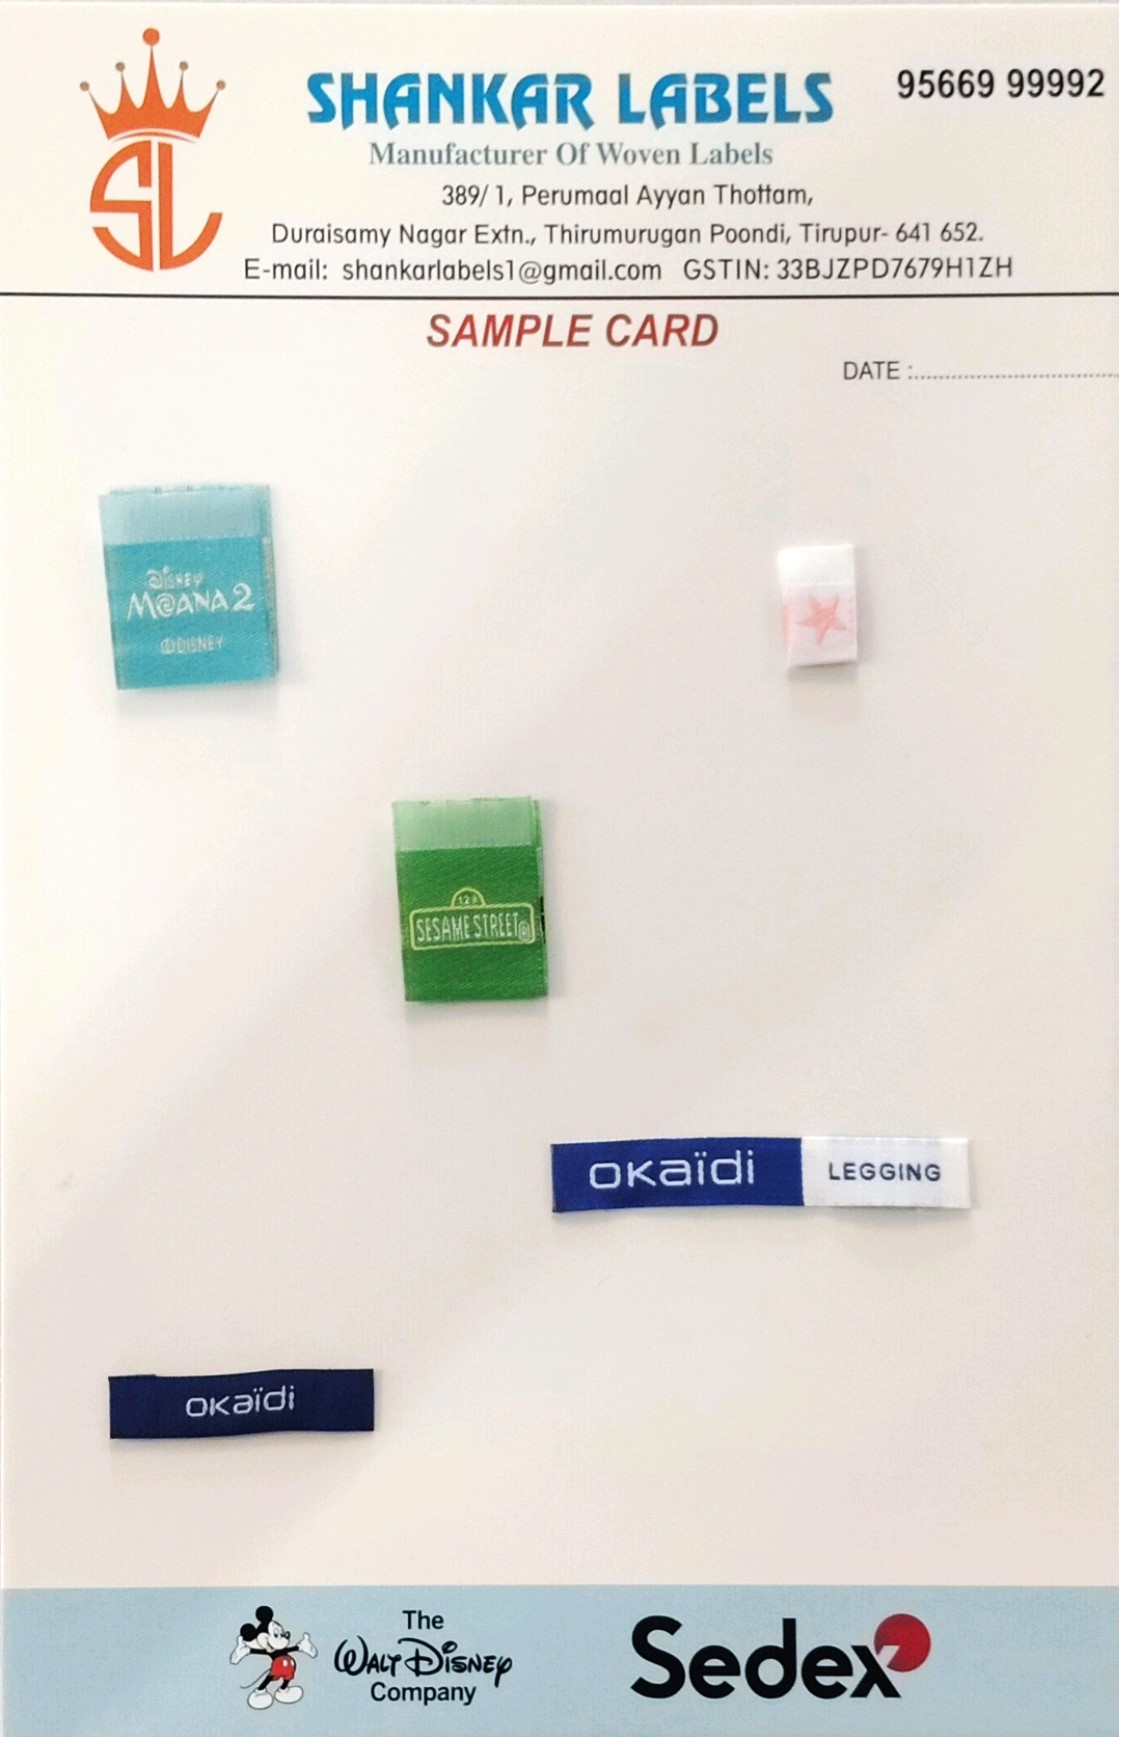 SL
SHANKAR LABELS
95669 99992
Manufacturer Of Woven Labels
389/1, Perumaal Ayyan Thottam,
Duraisamy Nagar Extn., Thirumurugan Poondi, Tirupur- 641 652.
E-mail: shankarlabels1@gmail.com GSTIN: 33BJZPD7679H1ZH
SAMPLE CARD
DATE :.................................
DISNEY
MOANA 2
©DISNEY
123
SESAME STREET®
okaïdi LEGGING
okaïdi
The
WALT DISNEY
Company
Sedex